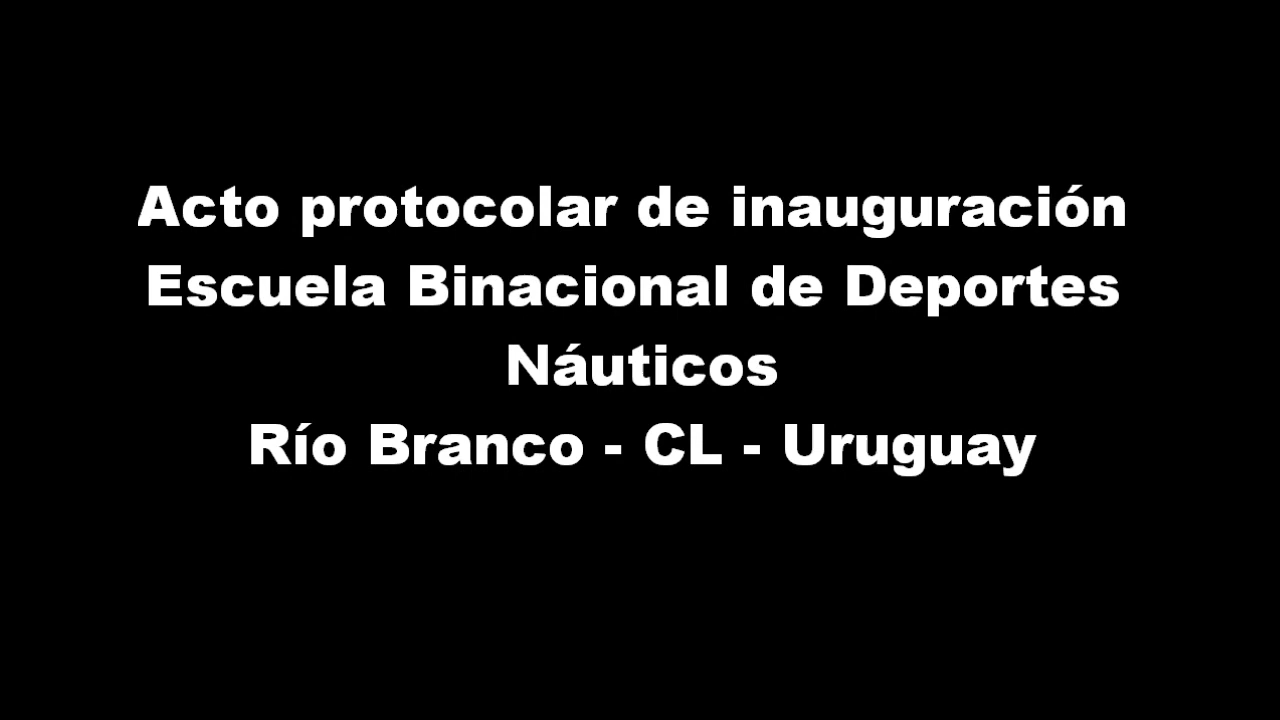 Acto protocolar de inauguración
Escuela Binacional de Deportes
Náuticos
Río Branco - CL - Uruguay